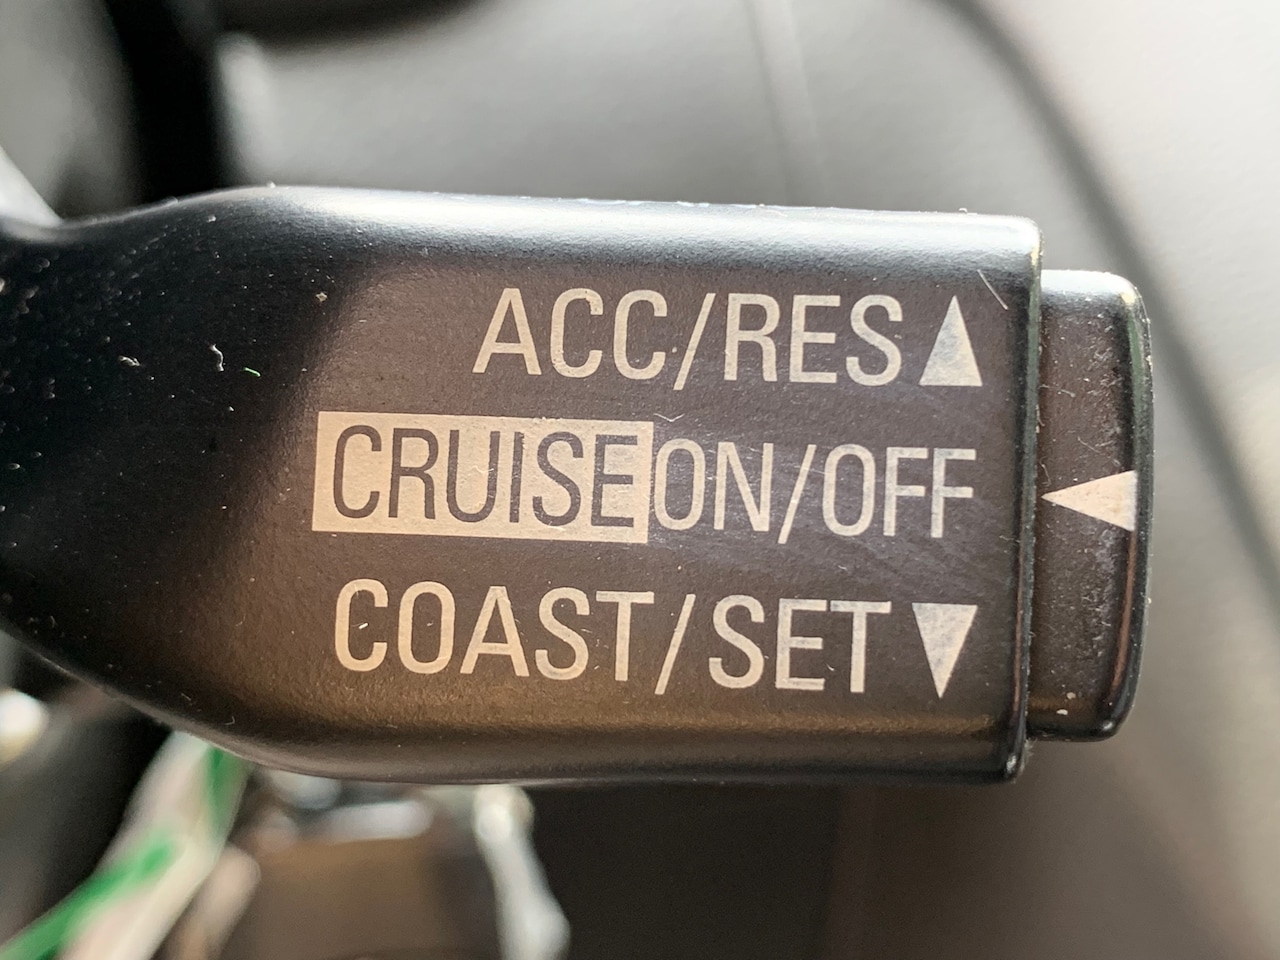 ACC/RES▲
CRUISE ON/OFF
COAST/SET▼